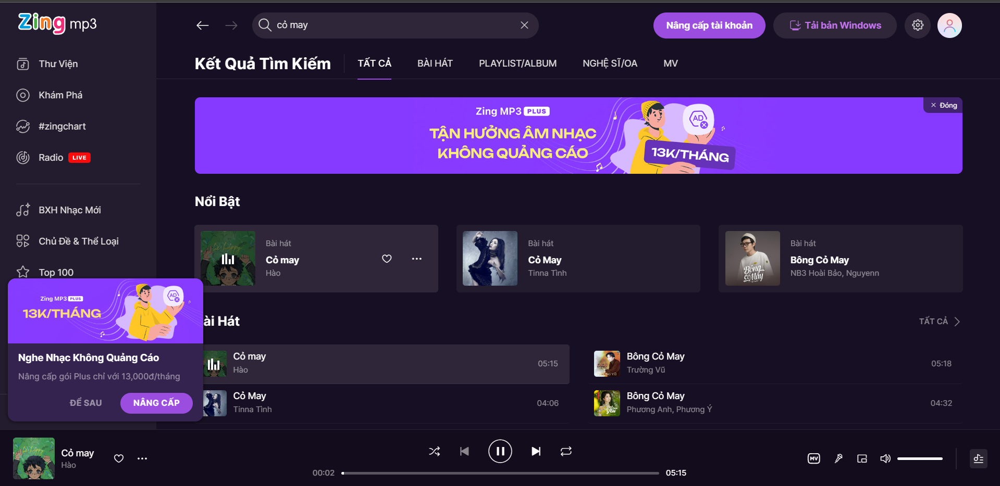 Zing mp3
Thư Viện
Khám Phá
#zingchart
Radio LIVE
BXH Nhạc Mới
Chủ Đề & Thể Loại
Top 100
cỏ may
Nâng cấp tài khoản
Tải bản Windows
Kết Quả Tìm Kiếm
TẤT CẢ
BÀI HÁT
PLAYLIST/ALBUM
NGHỆ SĨ/OA
MV
Zing MP3 PLUS
TẬN HƯỞNG ÂM NHẠC
KHÔNG QUẢNG CÁO
AD
13K/THÁNG
Đóng
Nổi Bật
Bài hát
Cỏ may
Hào
Bài hát
Cỏ May
Tinna Tình
Bông Cỏ May
Bài hát
Bông Cỏ May
NB3 Hoài Bảo, Nguyenn
ài Hát
TẤT CẢ
Cỏ may
Hào
05:15
Bông Cỏ May
Trường Vũ
05:18
Cỏ May
Tinna Tình
04:06
Bông Cỏ May
Phương Anh, Phương Ý
04:32
Zing MP3 PLUS
13K/THÁNG
AD
Nghe Nhạc Không Quảng Cáo
Nâng cấp gói Plus chỉ với 13,000đ/tháng
ĐỂ SAU
NÂNG CẤP
Cỏ may
Hào
00:02
05:15
MV